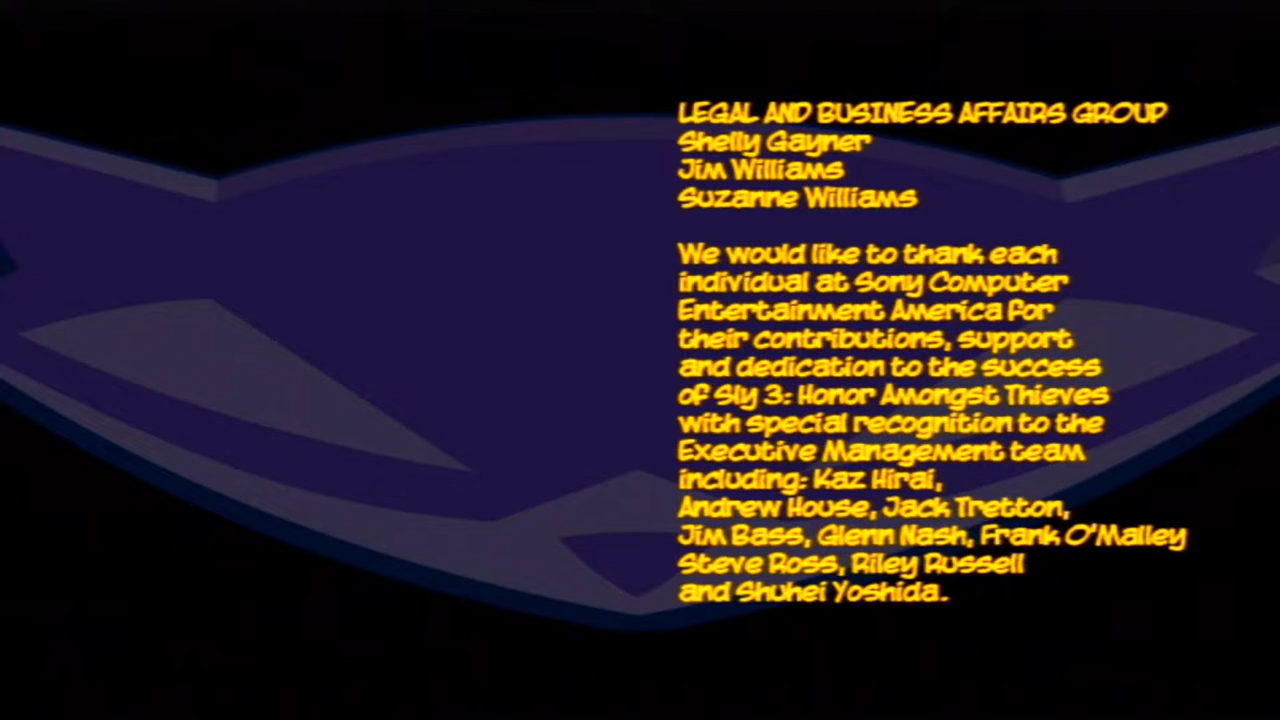 LEGAL AND BUSINESS AFFAIRS GROUP
Shelly Gayner
Jim Williams
Suzanne Williams
We would like to thank each
individual at Sony Computer
Entertainment America for
their contributions, support
and dedication to the success
of Sly 3: Honor Amongst Thieves
with special recognition to the
Executive Management team
including: Kaz Hirai,
Andrew House, Jack Tretton,
Jim Bass, Glenn Nash, Frank O'Malley
Steve Ross, Riley Russell
and Shuhei Yoshida.